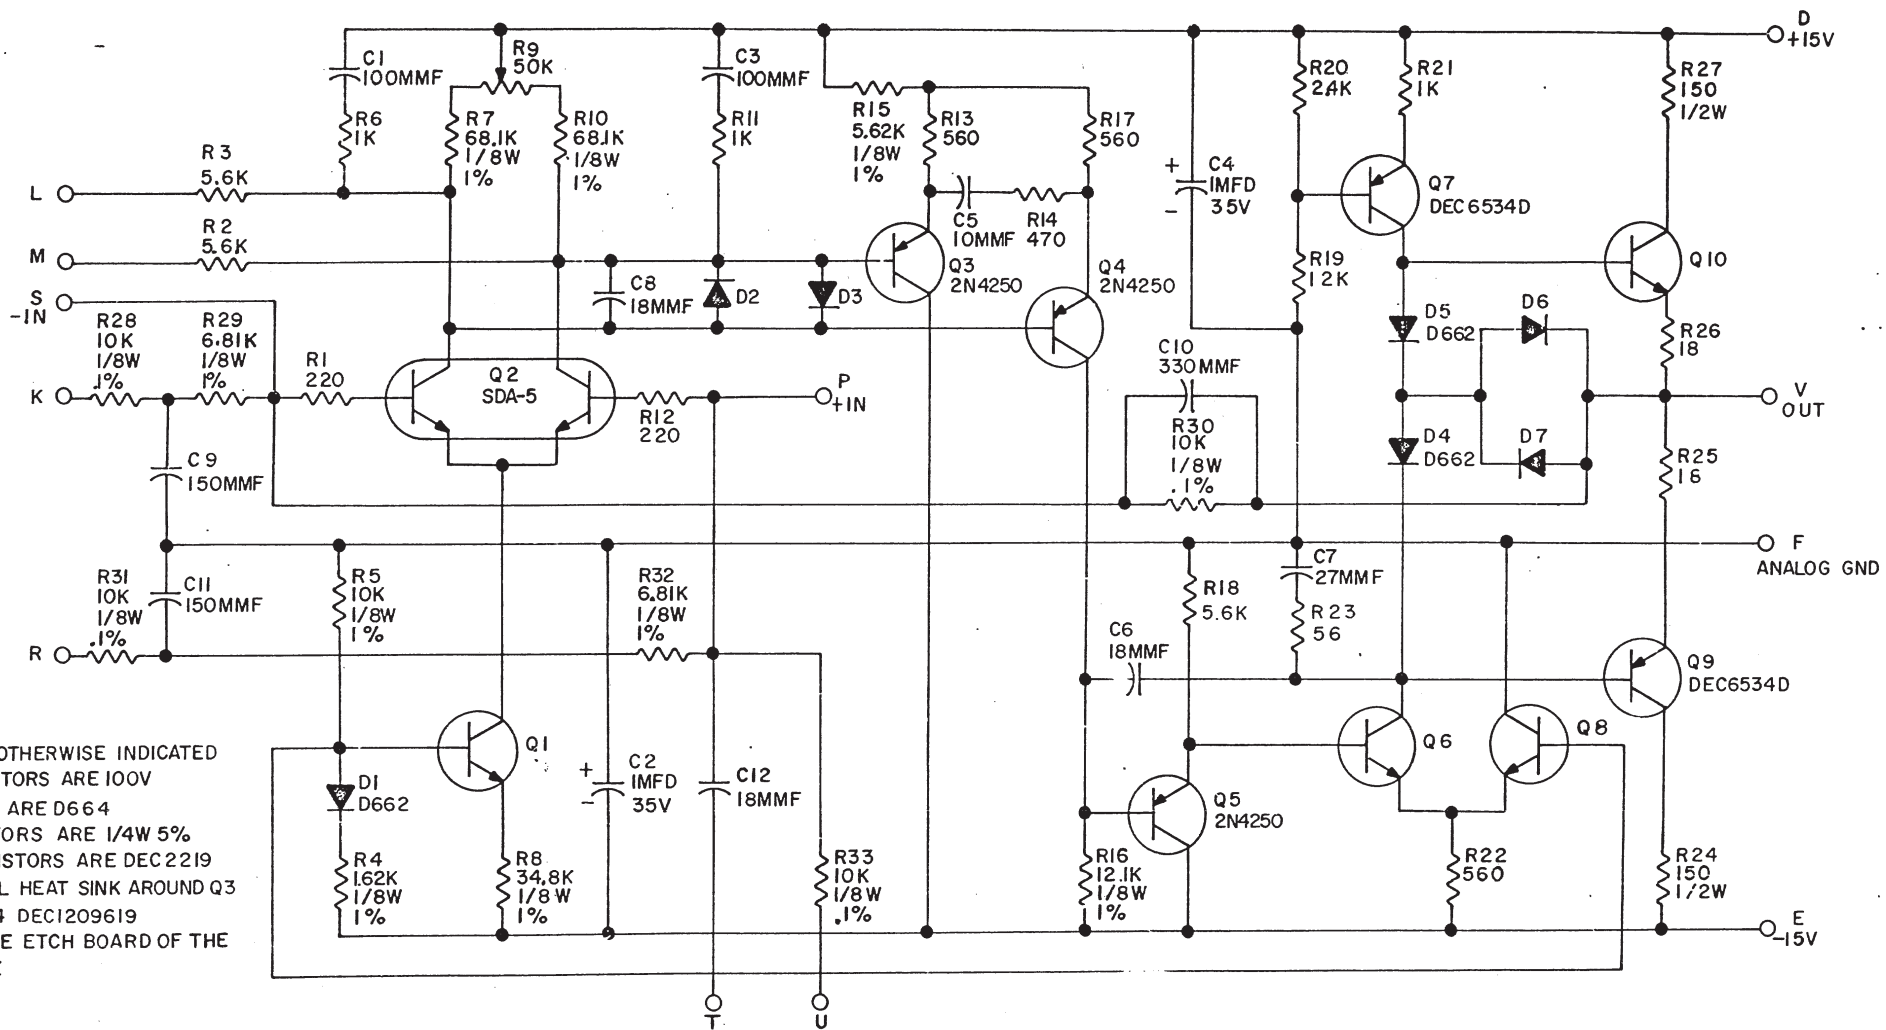 D
+15V
C1
100MMF
R9
50K
C3
100MMF
R20
2.4K
R21
1K
R27
150
1/2W
R6
1K
R7
68.1K
1/8W
1%
R10
68.1K
1/8W
1%
R11
1K
R15
5.62K
1/8W
1%
R13
560
R17
560
R3
5.6K
L
C4
1MFD
35V
+
-
Q7
DEC6534D
C5
10MMF
R14
470
R2
5.6K
M
Q3
2N4250
Q4
2N4250
R19
12K
Q10
S
-IN
C8
18MMF
D2
D3
D5
D662
D6
R26
18
R28
10K
1/8W
.1%
R29
6.81K
1/8W
1%
R1
220
K
Q2
SDA-5
R12
220
P
+IN
C10
330MMF
R30
10K
1/8W
.1%
D4
D662
D7
V
OUT
R25
18
C9
150MMF
F
ANALOG GND
R31
10K
1/8W
.1%
C11
150MMF
R5
10K
1/8W
1%
R32
6.81K
1/8W
1%
R18
5.6K
C7
27MMF
R23
56
R
C6
18MMF
Q9
DEC6534D
Q1
Q6
Q8
OTHERWISE INDICATED
TORS ARE 100V
ARE D664
TORS ARE 1/4W 5%
ISTORS ARE DEC2219
L HEAT SINK AROUND Q3
4 DEC1209619
E ETCH BOARD OF THE
D1
D662
+
-
C2
1MFD
35V
C12
18MMF
Q5
2N4250
R4
1.62K
1/8W
1%
R8
34.8K
1/8W
1%
R33
10K
1/8W
.1%
R16
12.1K
1/8W
1%
R22
560
R24
150
1/2W
E
-15V
T
U